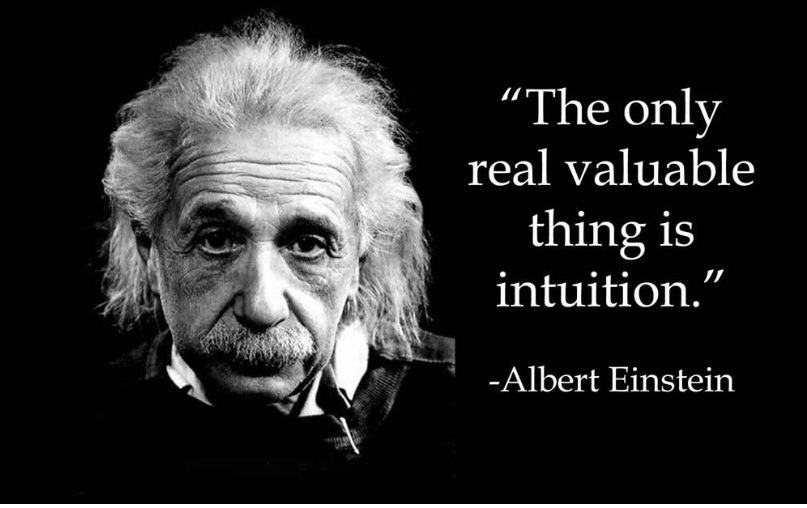 “The only
real valuable
thing is
intuition.”
-Albert Einstein